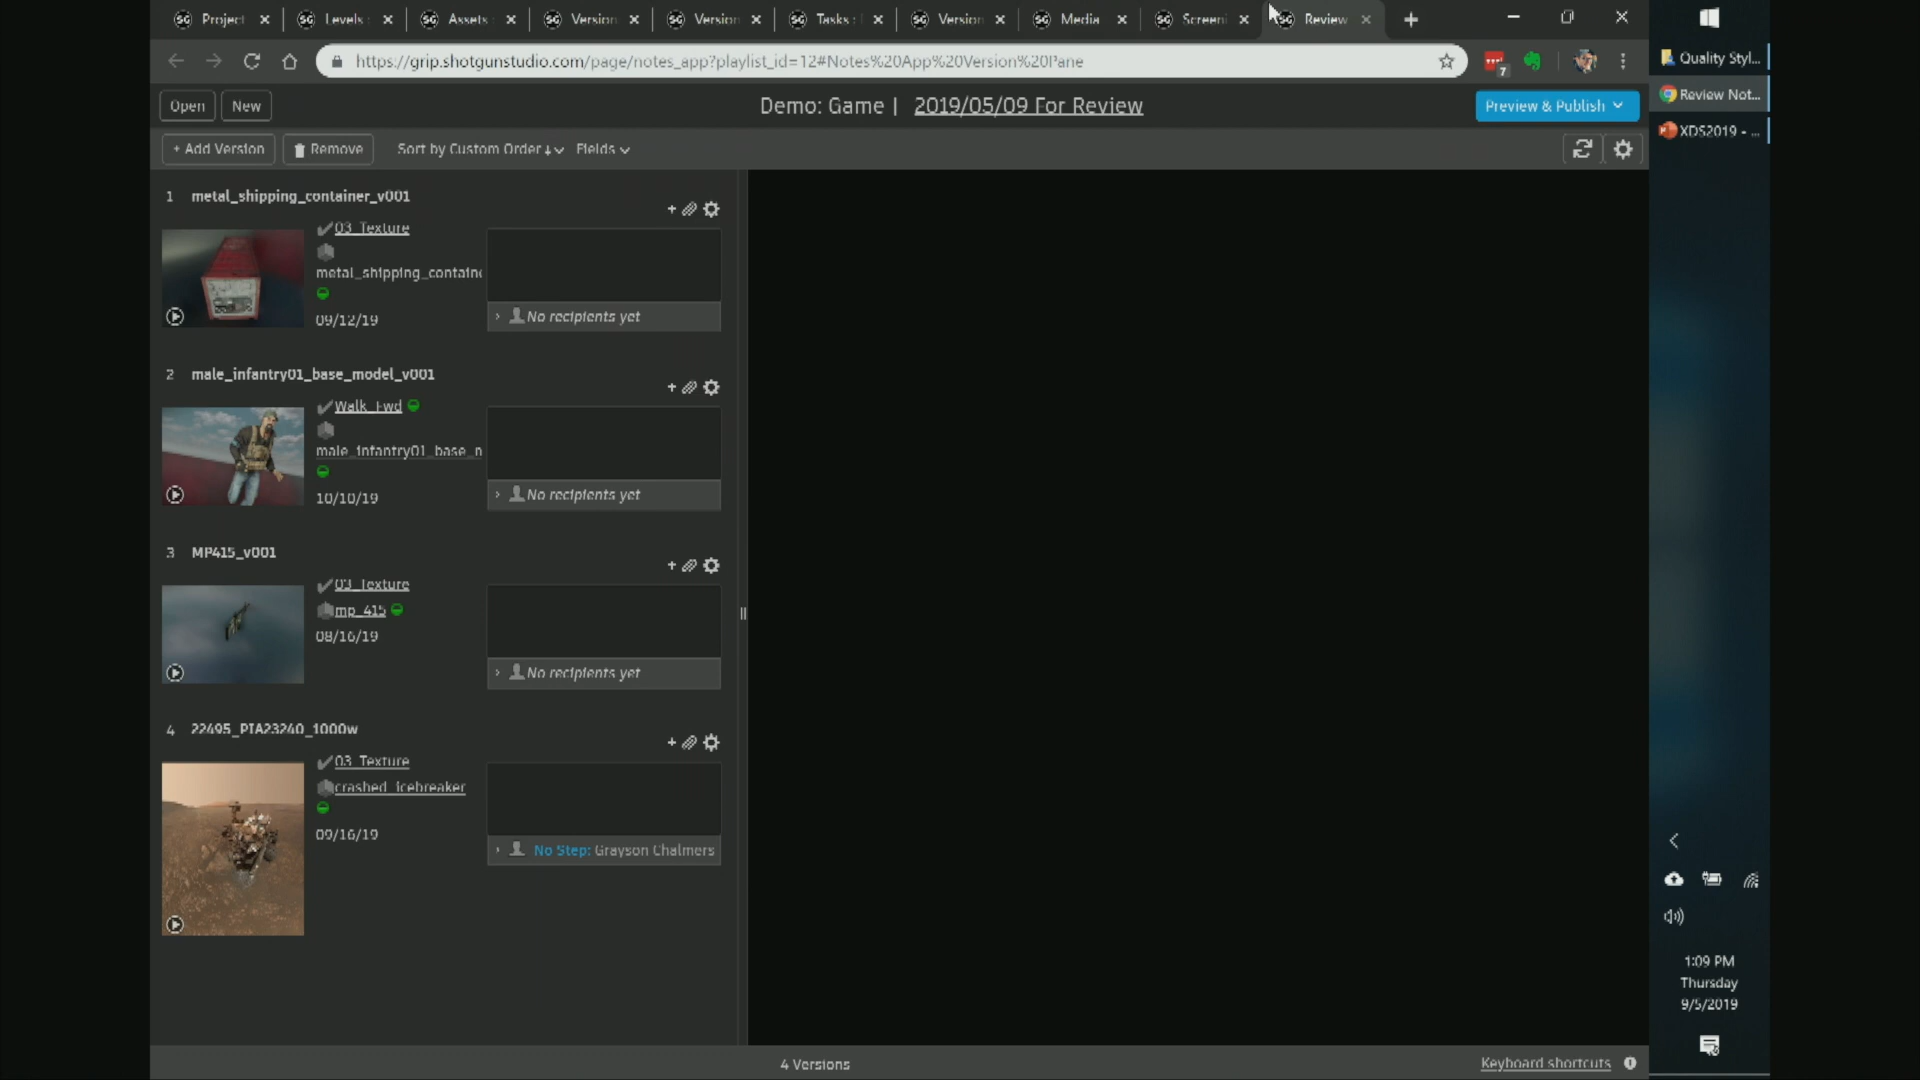 Project
Levels
Assets
Version
Version
Tasks
Version
Media
Screeni
Review
https://grip.shotgunstudio.com/page/notes_app?playlist_id=12#Notes%20App%20Version%20Pane
7
Open
New
Demo: Game | 2019/05/09 For Review
Preview & Publish
+ Add Version
Remove
Sort by Custom Order
Fields
1 metal_shipping_container_v001
03_Texture
metal_shipping_containe
09/12/19
No recipients yet
2 male_infantry01_base_model_v001
Walk_Fwd
male_infantry01_base_n
10/10/19
No recipients yet
3 MP415_v001
03_Texture
mp_415
08/16/19
No recipients yet
4 22495_PIA23240_1000w
03_Texture
crashed_icebreaker
09/16/19
No Step: Grayson Chalmers
4 Versions
Keyboard shortcuts
Quality Styl...
Review Not...
XDS2019 - ...
1:09 PM
Thursday
9/5/2019